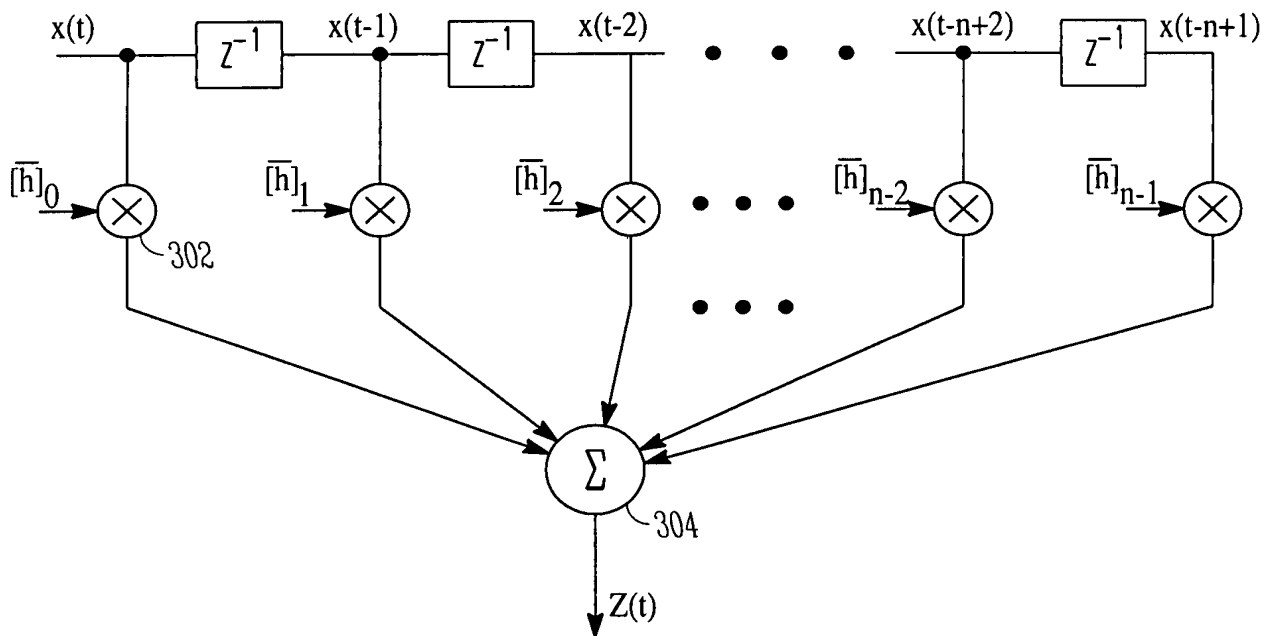 x(t) Z⁻¹ x(t-1) Z⁻¹ x(t-2) x(t-n+2) Z⁻¹ x(t-n+1)
[h̅]₀ [h̅]₁ [h̅]₂ [h̅]ₙ₋₂ [h̅]ₙ₋₁
302
Σ
304
Z(t)